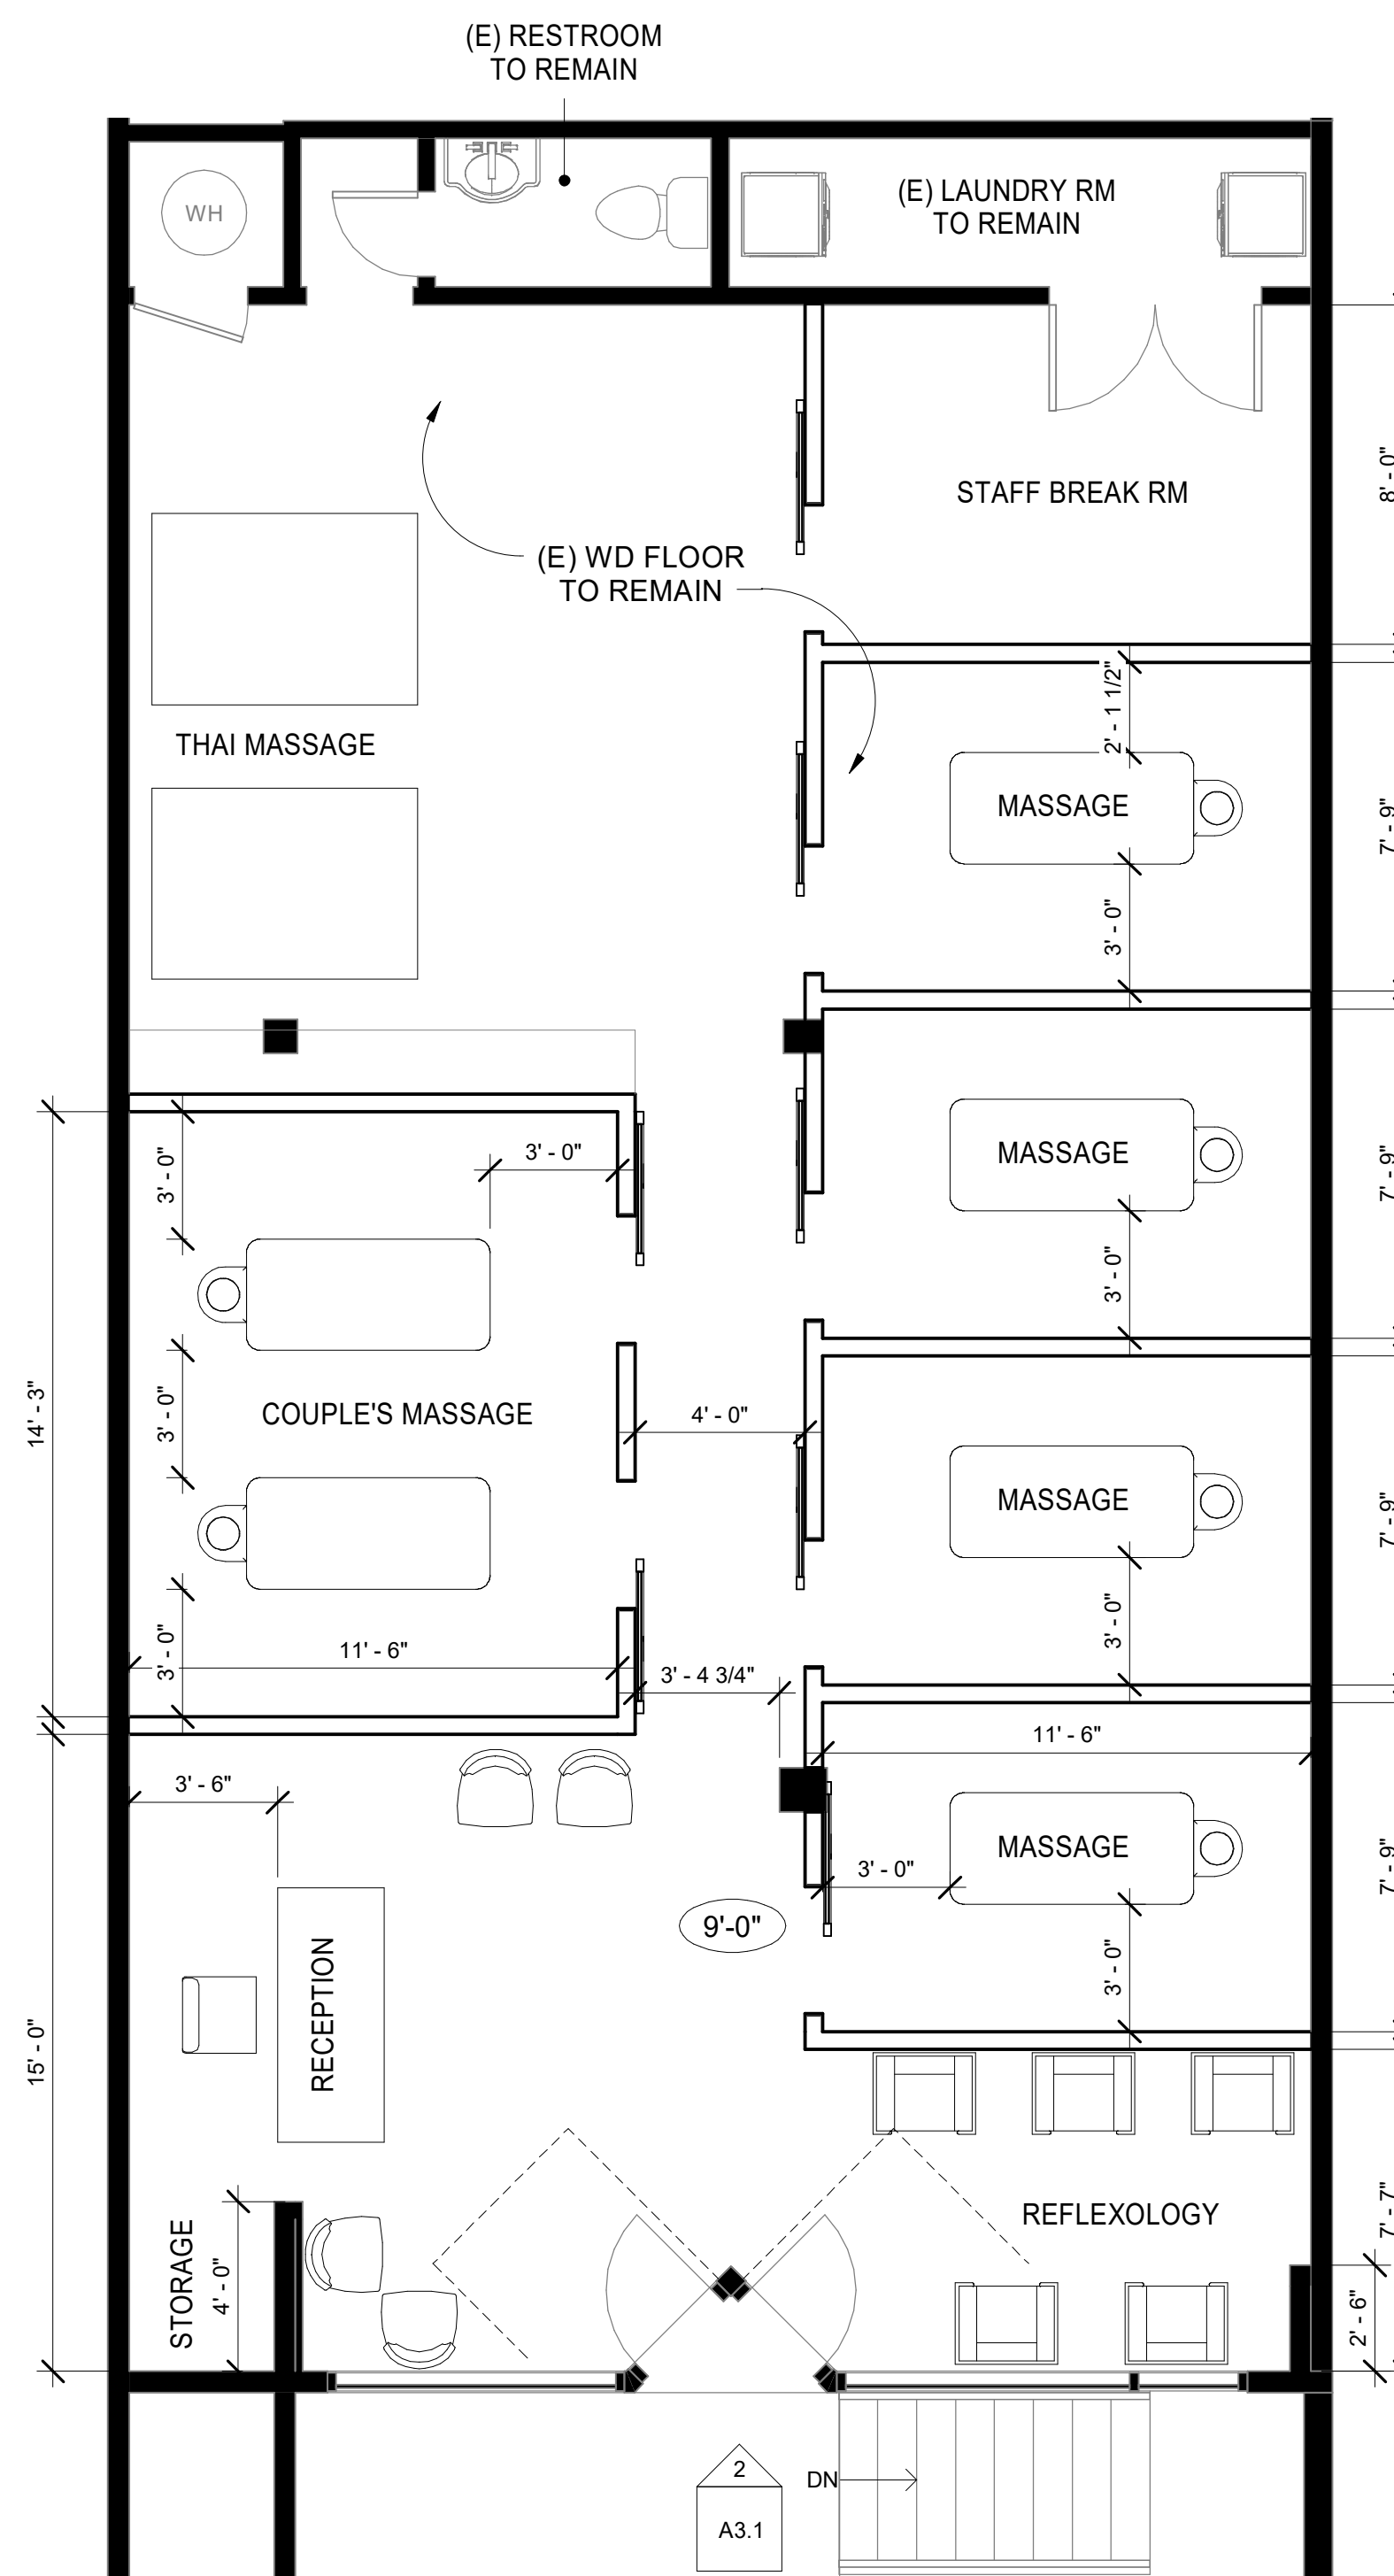 (E) RESTROOM
TO REMAIN
WH
(E) LAUNDRY RM
TO REMAIN
8' - 0"
STAFF BREAK RM
(E) WD FLOOR
TO REMAIN
2' - 1 1/2"
THAI MASSAGE
MASSAGE
7' - 9"
3' - 0"
3' - 0"
3' - 0"
MASSAGE
7' - 9"
3' - 0"
14' - 3"
3' - 0"
COUPLE'S MASSAGE
4' - 0"
MASSAGE
7' - 9"
3' - 0"
3' - 0"
11' - 6"
3' - 4 3/4"
11' - 6"
3' - 6"
MASSAGE
7' - 9"
3' - 0"
9'-0"
RECEPTION
3' - 0"
15' - 0"
STORAGE
4' - 0"
REFLEXOLOGY
7' - 7"
2' - 6"
2
DN
A3.1